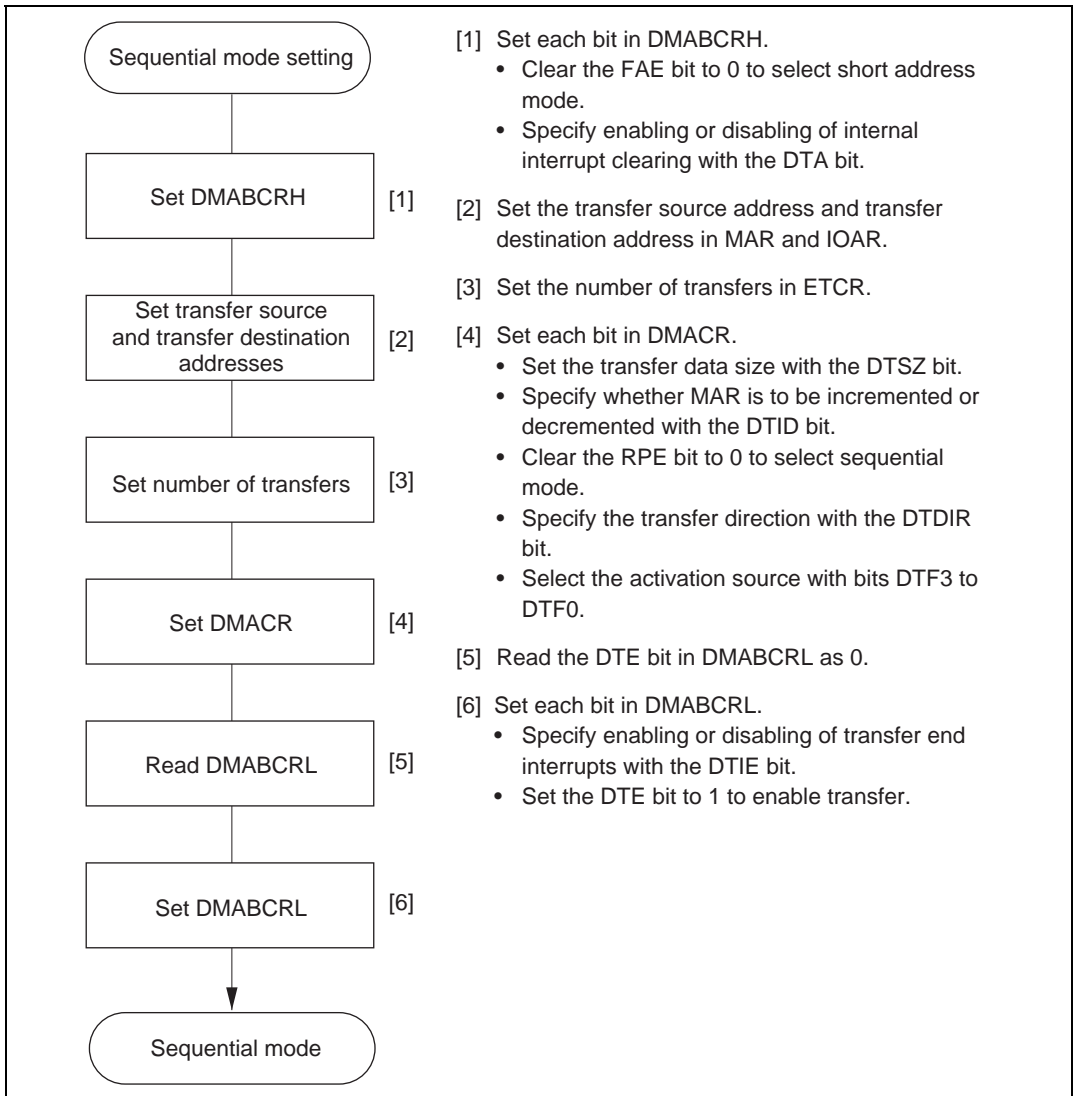 Sequential mode setting
Set DMABCRH
[1]
Set transfer source
and transfer destination
addresses
[2]
Set number of transfers
[3]
Set DMACR
[4]
Read DMABCRL
[5]
Set DMABCRL
[6]
Sequential mode
[1] Set each bit in DMABCRH.
• Clear the FAE bit to 0 to select short address
mode.
• Specify enabling or disabling of internal
interrupt clearing with the DTA bit.
[2] Set the transfer source address and transfer
destination address in MAR and IOAR.
[3] Set the number of transfers in ETCR.
[4] Set each bit in DMACR.
• Set the transfer data size with the DTSZ bit.
• Specify whether MAR is to be incremented or
decremented with the DTID bit.
• Clear the RPE bit to 0 to select sequential
mode.
• Specify the transfer direction with the DTDIR
bit.
• Select the activation source with bits DTF3 to
DTF0.
[5] Read the DTE bit in DMABCRL as 0.
[6] Set each bit in DMABCRL.
• Specify enabling or disabling of transfer end
interrupts with the DTIE bit.
• Set the DTE bit to 1 to enable transfer.